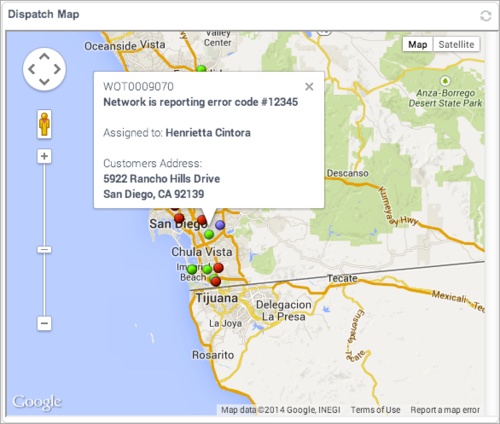 Dispatch Map
Oceanside
Vista
Valley
Center
Map
Satellite
Anza-Borrego
Desert State Park
WOT0009070
Network is reporting error code #12345
Assigned to: Henrietta Cintora
Customers Address:
5922 Rancho Hills Drive
San Diego, CA 92139
Descanso
San Diego
Hwy
Chula Vista
Beach
Tecate
Tijuana
Delegacion
La Presa
Mexicali
La Joya
Rosarito
Ensenada
Tecate
Google
Map data ©2014 Google, INEGI
Terms of Use
Report a map error